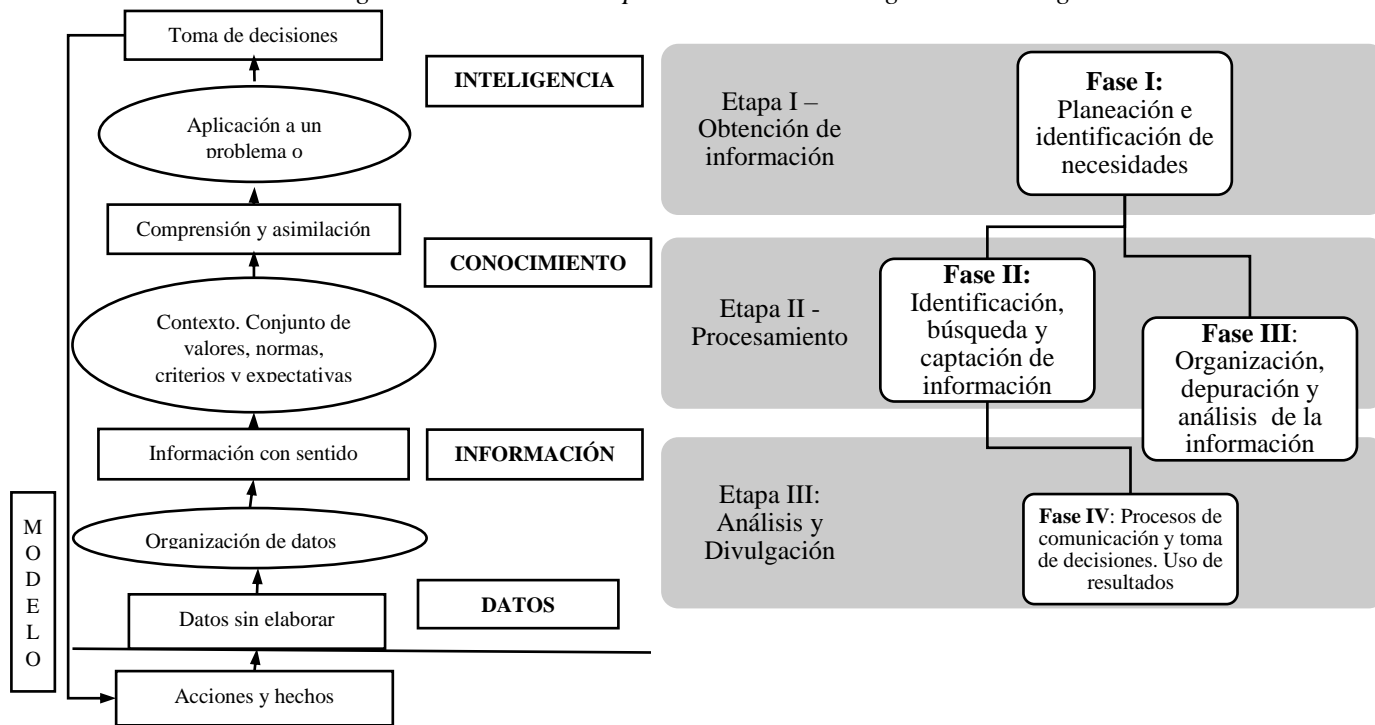 Toma de decisiones
INTELIGENCIA
Aplicación a un
problema o
Comprensión y asimilación
CONOCIMIENTO
Contexto. Conjunto de
valores, normas,
criterios y expectativas
Información con sentido
INFORMACIÓN
Organización de datos
DATOS
Datos sin elaborar
Acciones y hechos
M
O
D
E
L
O
Etapa I –
Obtención de
información
Fase I:
Planeación e
identificación de
necesidades
Etapa II -
Procesamiento
Fase II:
Identificación,
búsqueda y
captación de
información
Fase III:
Organización,
depuración y
análisis de la
información
Etapa III:
Análisis y
Divulgación
Fase IV: Procesos de
comunicación y toma
de decisiones. Uso de
resultados